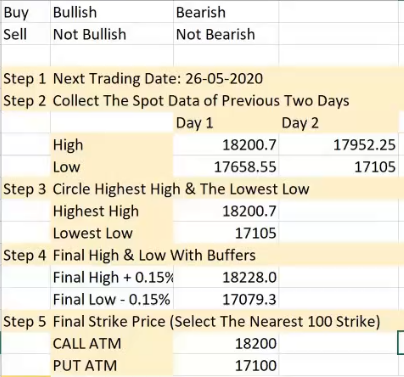 Buy Bullish Bearish
Sell Not Bullish Not Bearish
Step 1 Next Trading Date: 26-05-2020
Step 2 Collect The Spot Data of Previous Two Days
Day 1 Day 2
High 18200.7 17952.25
Low 17658.55 17105
Step 3 Circle Highest High & The Lowest Low
Highest High 18200.7
Lowest Low 17105
Step 4 Final High & Low With Buffers
Final High + 0.15% 18228.0
Final Low - 0.15% 17079.3
Step 5 Final Strike Price (Select The Nearest 100 Strike)
CALL ATM 18200
PUT ATM 17100